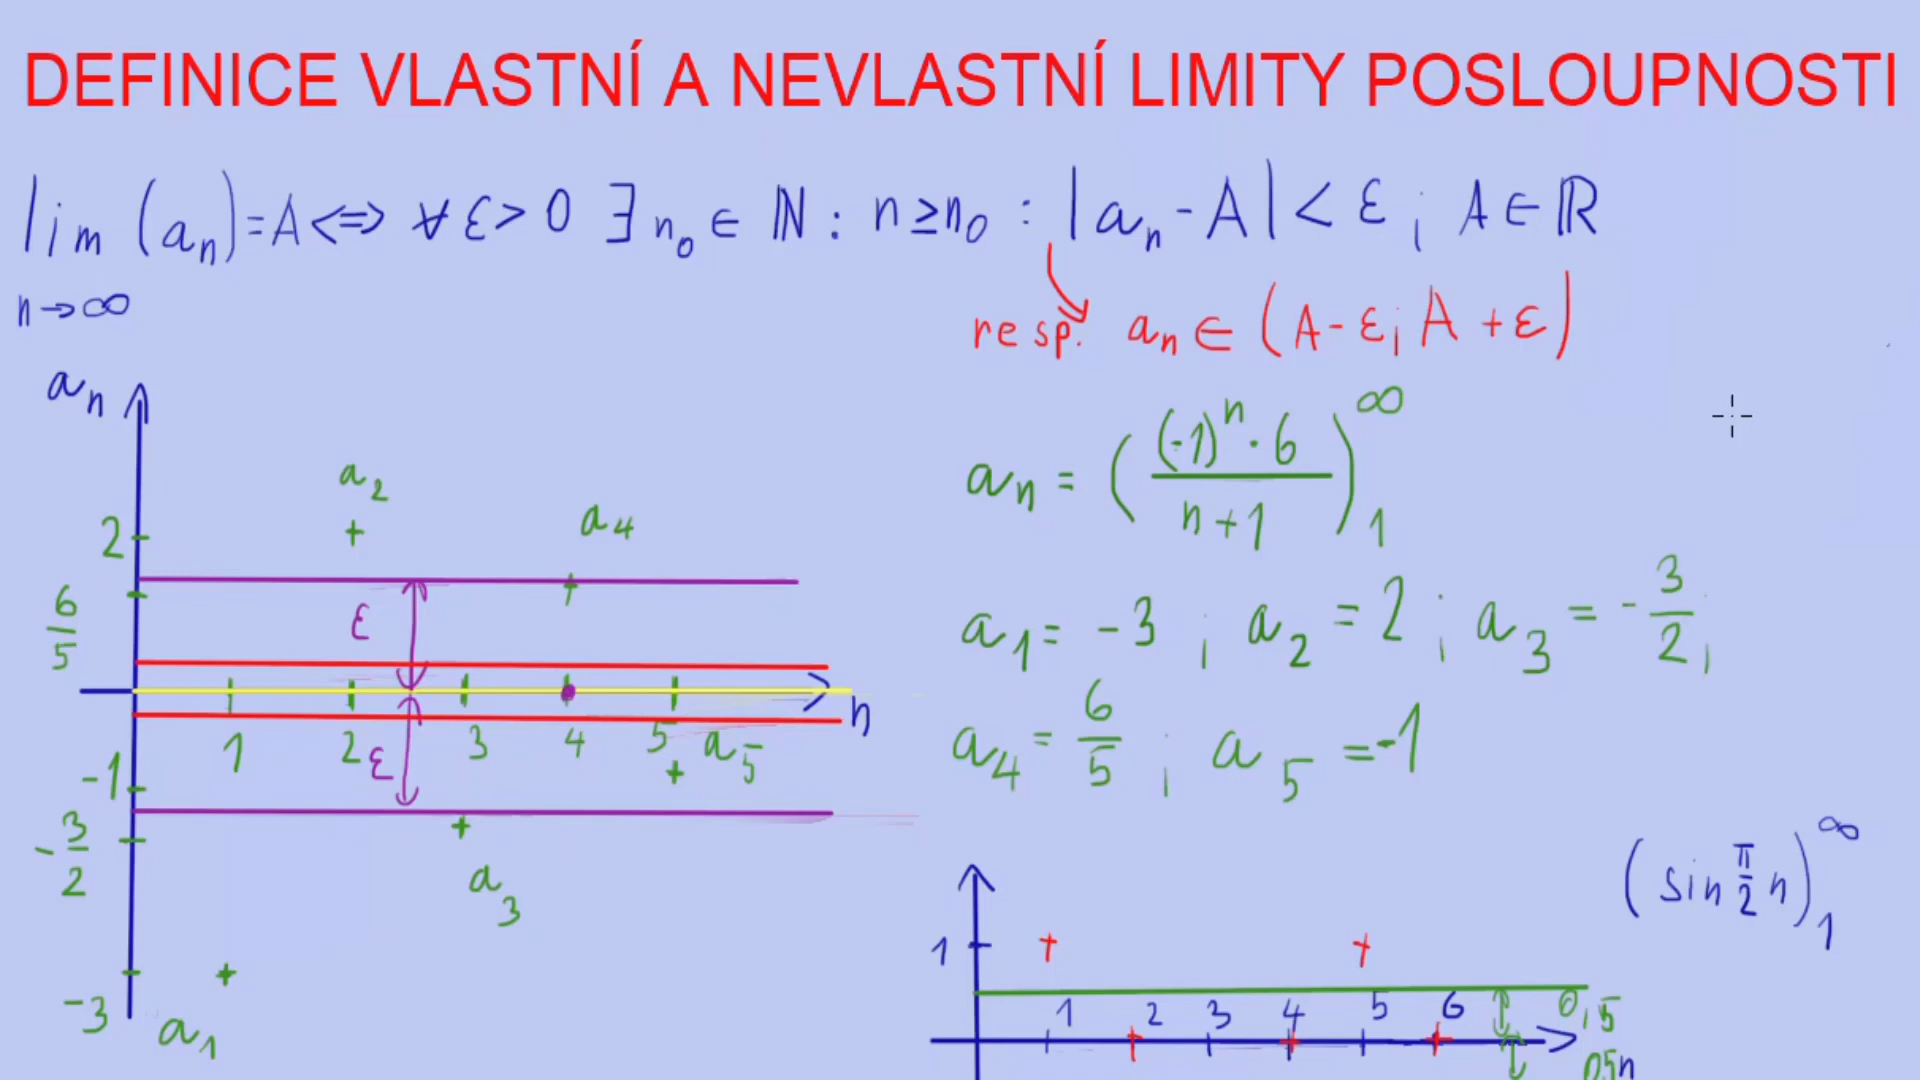 DEFINICE VLASTNÍ A NEVLASTNÍ LIMITY POSLOUPNOSTI
lim (aₙ) = A <=> ∀ ε > 0 ∃ n₀ ∈ ℕ : n ≥ n₀ : |aₙ - A| < ε ; A ∈ ℝ
n→∞
resp. aₙ ∈ (A - ε ; A + ε)
aₙ
aₙ = ( (-1)ⁿ · 6 / n+1 )₁^∞
a₂
2
a₄
6/5
ε
a₁ = -3 ; a₂ = 2 ; a₃ = -3/2 ;
n
1 2 3 4 5 a₅
ε
a₄ = 6/5 ; a₅ = -1
-1
-3/2
a₃
(sin π/2 n)₁^∞
1
-3
a₁
1 2 3 4 5 6 0,5
0,5 n